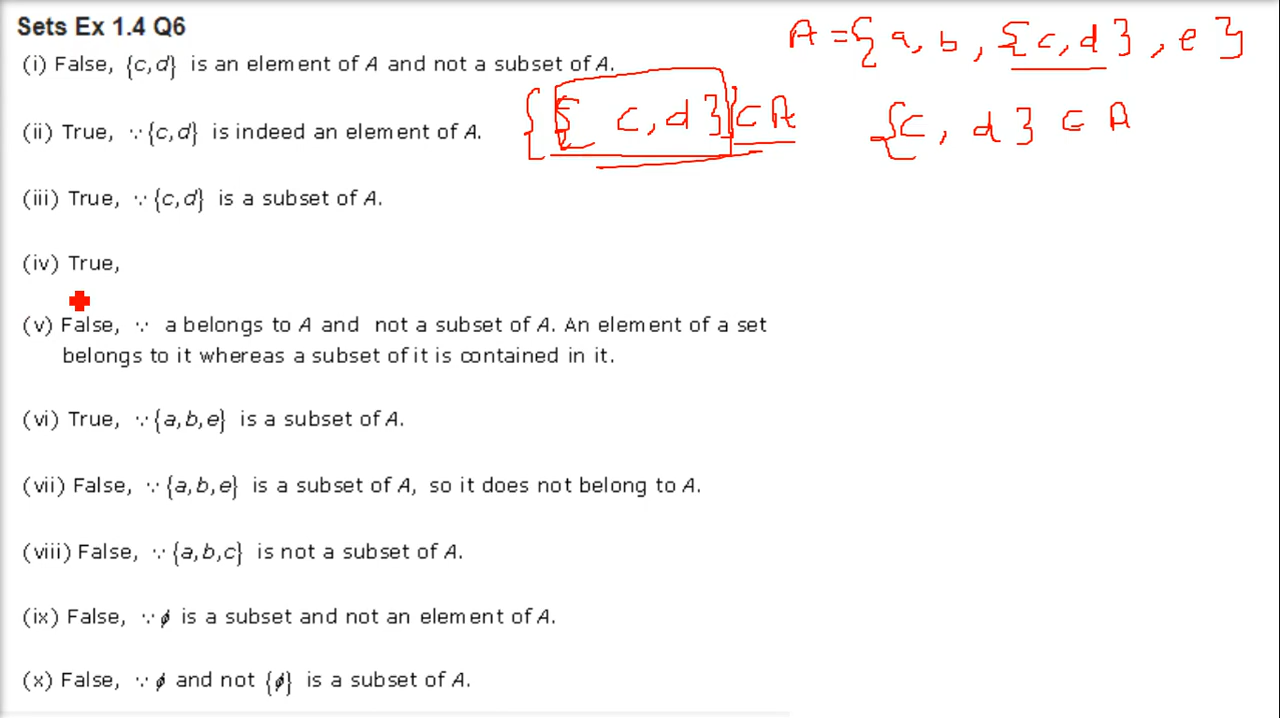 Sets Ex 1.4 Q6
A = { a, b, { c, d } , e }
(i) False, {c,d} is an element of A and not a subset of A.
{ { c, d } } ⊂ A
{ c, d } ⊂ A
(ii) True, ∵ {c,d} is indeed an element of A.
(iii) True, ∵ {c,d} is a subset of A.
(iv) True,
(v) False, ∵ a belongs to A and not a subset of A. An element of a set
belongs to it whereas a subset of it is contained in it.
(vi) True, ∵ {a,b,e} is a subset of A.
(vii) False, ∵ {a,b,e} is a subset of A, so it does not belong to A.
(viii) False, ∵ {a,b,c} is not a subset of A.
(ix) False, ∵ ϕ is a subset and not an element of A.
(x) False, ∵ ϕ and not {ϕ} is a subset of A.